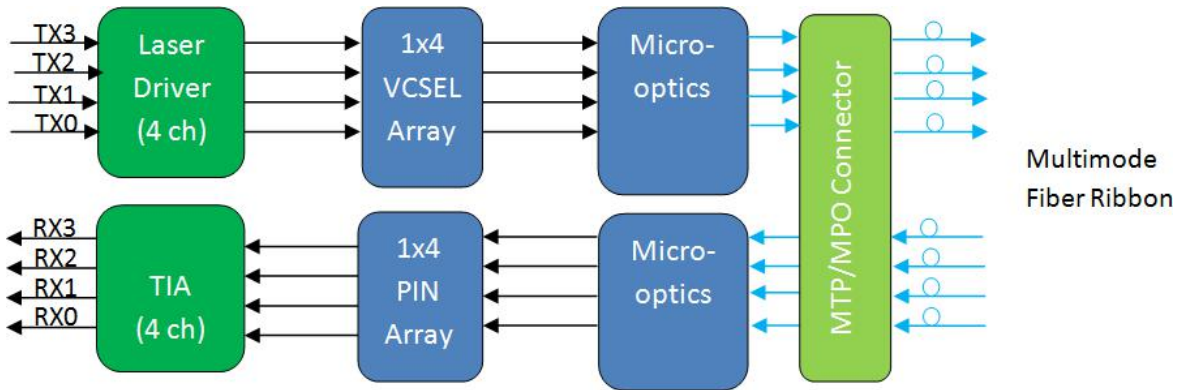 TX3
TX2
TX1
TX0
Laser
Driver
(4 ch)
1x4
VCSEL
Array
Micro-
optics
MTP/MPO Connector
Multimode
Fiber Ribbon
RX3
RX2
RX1
RX0
TIA
(4 ch)
1x4
PIN
Array
Micro-
optics